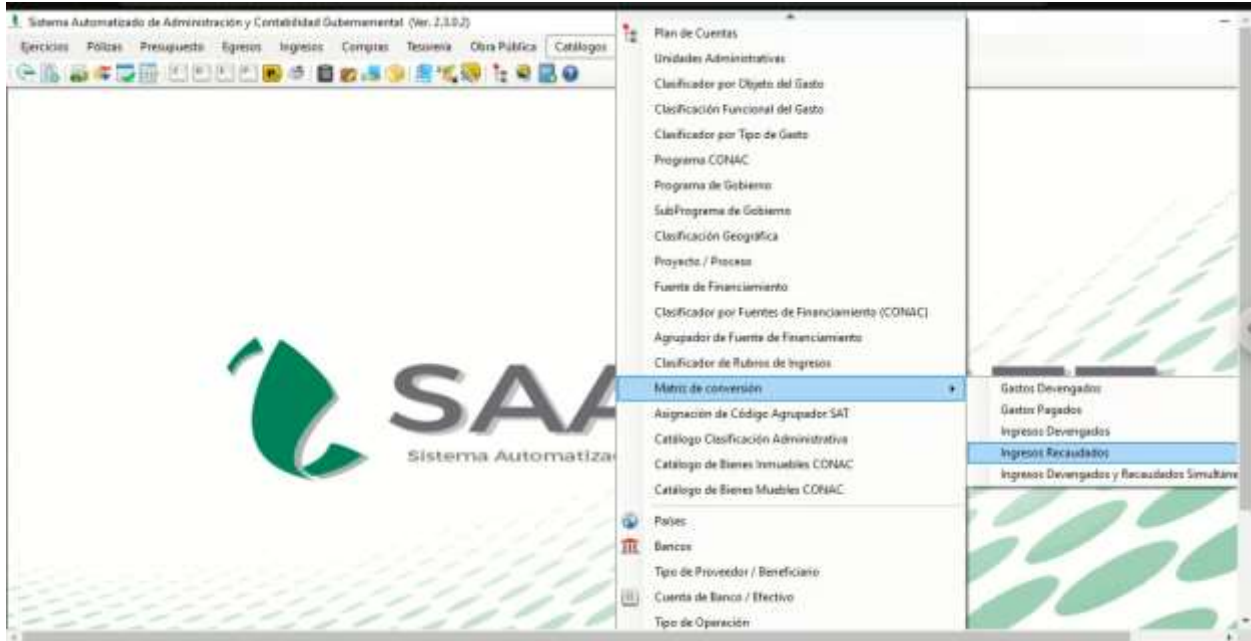 Sistema Automatizado de Administración y Contabilidad Gubernamental (Ver. 2.3.0.2)
Ejercicios Pólizas Presupuesto Egresos Ingresos Compras Tesorería Obra Pública Catálogos
Plan de Cuentas
Unidades Administrativas
Clasificador por Objeto del Gasto
Clasificación Funcional del Gasto
Clasificador por Tipo de Gasto
Programa CONAC
Programa de Gobierno
SubPrograma de Gobierno
Clasificación Geográfica
Proyecto / Proceso
Fuente de Financiamiento
Clasificador por Fuentes de Financiamiento (CONAC)
Agrupador de Fuente de Financiamiento
Clasificador de Rubros de Ingresos
Matriz de conversión
Asignación de Código Agrupador SAT
Catálogo Clasificación Administrativa
Catálogo de Bienes Inmuebles CONAC
Catálogo de Bienes Muebles CONAC
Países
Bancos
Tipo de Proveedor / Beneficiario
Cuenta de Banco / Efectivo
Tipo de Operación
Gastos Devengados
Gastos Pagados
Ingresos Devengados
Ingresos Recaudados
Ingresos Devengados y Recaudados Simultáne
SAA
Sistema Automatiza